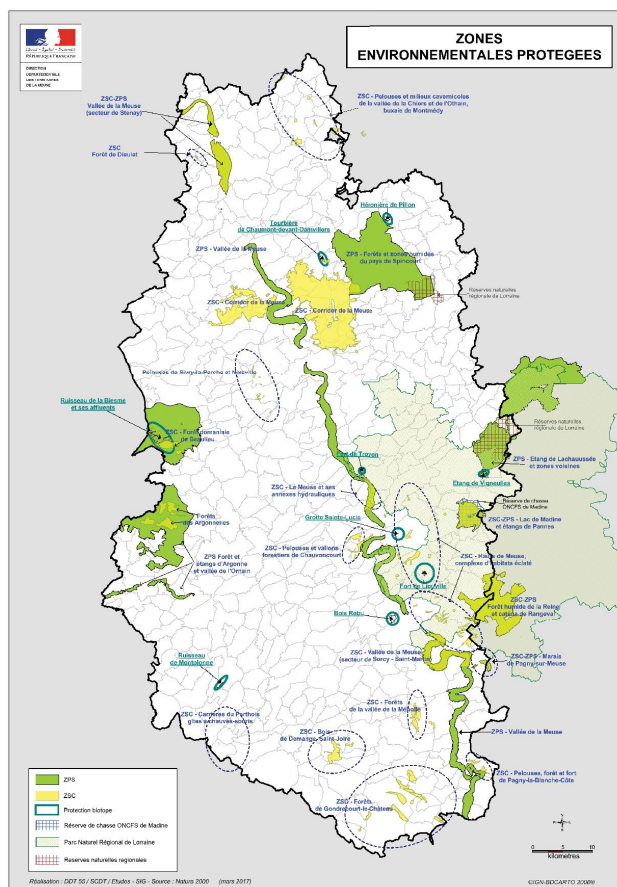 ZONES
ENVIRONNEMENTALES PROTEGEES
RÉPUBLIQUE FRANÇAISE
DIRECTION
DEPARTEMENTALE
DES TERRITOIRES
DE LA MEUSE
ZSC-ZPS
Vallée de la Meuse
(secteur de Stenay)
ZSC - Pelouses et milieux cavernicoles
de la vallée de la Chiers et de l'Othain,
buxaie de Montmédy
ZSC
Forêt de Dieulet
Héronière de Pillon
Tourbière
de Chaumont-devant-Damvillers
ZPS - Vallée de la Meuse
ZPS - Forêts et zones humides
du pays de Spincourt
Réserves naturelles
régionale de Lorraine
ZSC - Corridor de la Meuse
ZSC - Corridor de la Meuse
Pelouses de Sivry-la-Perche et Nixéville
Ruisseau de la Biesme
et ses affluents
ZSC - Forêt domaniale
de Beaulieu
Réserves naturelles
régionale de Lorraine
Fort de Troyon
ZPS - Etang de Lachaussée
et zones voisines
Etang de Vigneulles
ZSC - La Meuse et ses
annexes hydrauliques
Réserve de chasse
ONCFS de Madine
Forêts
des Argonnelles
Grotte Sainte-Lucie
ZSC-ZPS - Lac de Madine
et étangs de Pannes
ZSC - Pelouses et vallons
forestiers de Chauvoncourt
ZPS Forêt et
étangs d'Argonne
et vallée de l'Ornain
ZSC - Hauts de Meuse,
complexe d'habitats éclaté
Fort de Liouville
ZSC-ZPS
Forêt humide de la Reine
et catena de Rangeval
Bois Rebu
ZSC - Vallée de la Meuse
(secteur de Sorcy - Saint-Martin)
ZSC-ZPS - Marais
de Pagny-sur-Meuse
Ruisseau
de Montplonne
ZSC - Forêts
de la vallée de la Méholle
ZSC - Carrières du Perthois
gîtes à chauves-souris
ZSC - Bois
de Demange, Saint-Joire
ZPS - Vallée de la Meuse
ZSC - Pelouses, forêt et fort
de Pagny-la-Blanche-Côte
ZSC - Forêts
de Gondrecourt-le-Château
ZPS
ZSC
Protection biotope
Réserve de chasse ONCFS de Madine
Parc Naturel Régional de Lorraine
Reserves naturelles regionales
0 5 10
kilomètres
Réalisation : DDT 55 / SCDT / Etudes - SIG - Source : Natura 2000 (mars 2017)
©IGN-BDCARTO 2008®